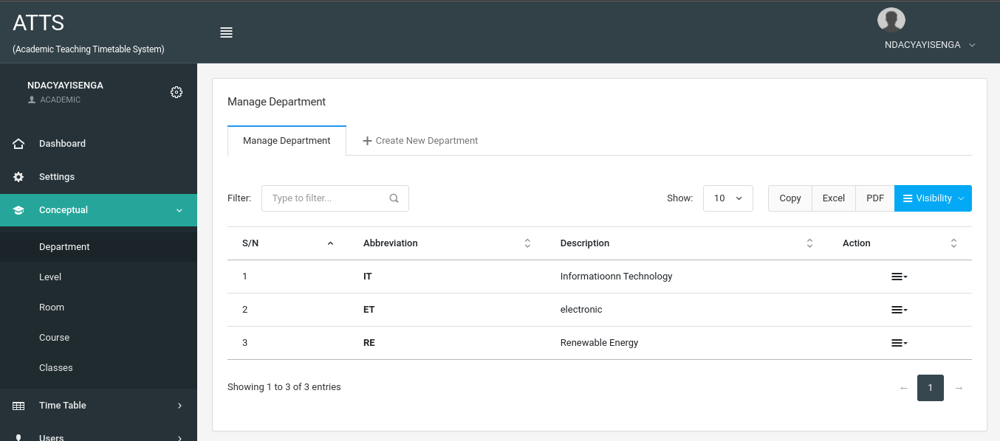 ATTS
(Academic Teaching Timetable System)
NDACYAYISENGA
NDACYAYISENGA
ACADEMIC
Dashboard
Settings
Conceptual
Department
Level
Room
Course
Classes
Time Table
Users
Manage Department
Manage Department
Create New Department
Filter: Type to filter...
Show: 10
Copy Excel PDF Visibility
S/N Abbreviation Description Action
1 IT Informatioonn Technology
2 ET electronic
3 RE Renewable Energy
Showing 1 to 3 of 3 entries
← 1 →